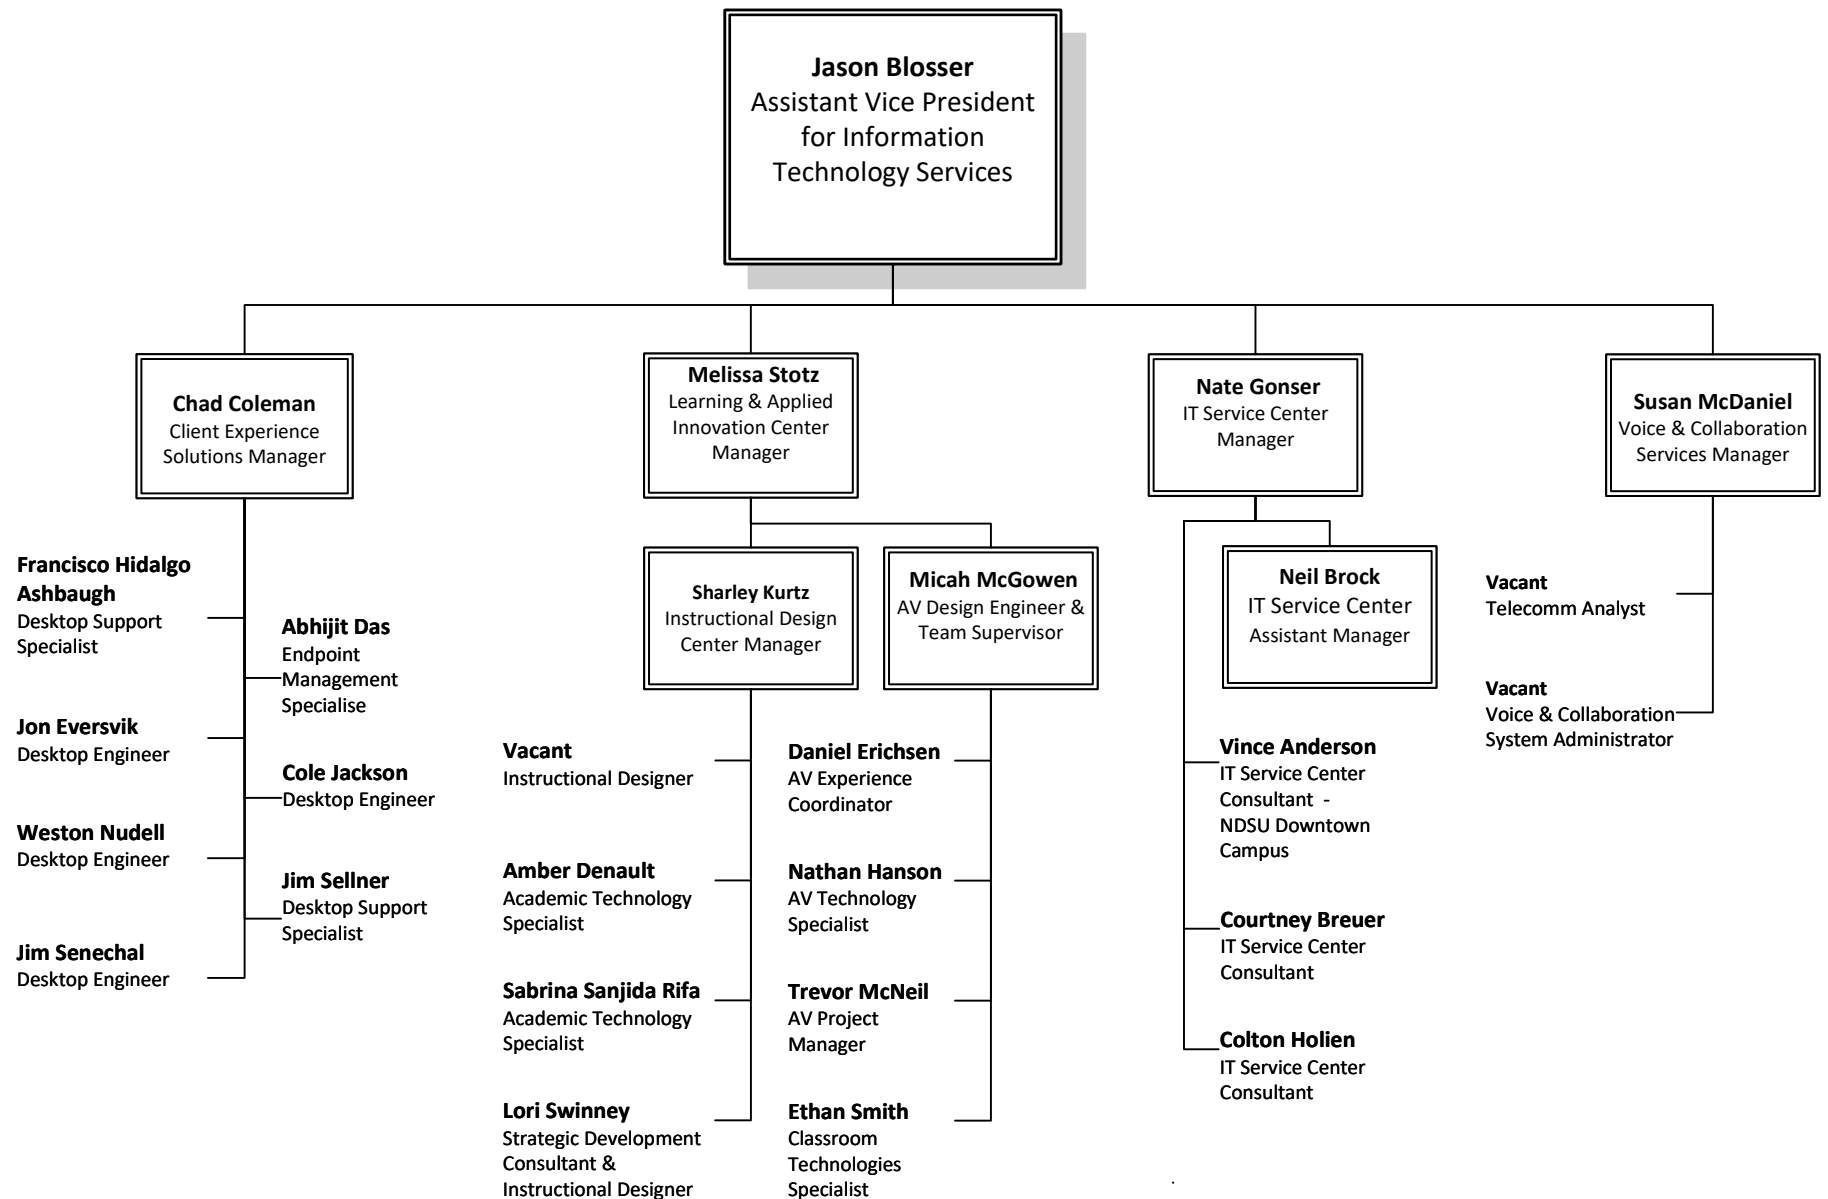 Jason Blosser
Assistant Vice President
for Information
Technology Services
Chad Coleman
Client Experience
Solutions Manager
Francisco Hidalgo
Ashbaugh
Desktop Support
Specialist
Abhijit Das
Endpoint
Management
Specialise
Jon Eversvik
Desktop Engineer
Cole Jackson
Desktop Engineer
Weston Nudell
Desktop Engineer
Jim Sellner
Desktop Support
Specialist
Jim Senechal
Desktop Engineer
Melissa Stotz
Learning & Applied
Innovation Center
Manager
Sharley Kurtz
Instructional Design
Center Manager
Vacant
Instructional Designer
Amber Denault
Academic Technology
Specialist
Sabrina Sanjida Rifa
Academic Technology
Specialist
Lori Swinney
Strategic Development
Consultant &
Instructional Designer
Micah McGowen
AV Design Engineer &
Team Supervisor
Daniel Erichsen
AV Experience
Coordinator
Nathan Hanson
AV Technology
Specialist
Trevor McNeil
AV Project
Manager
Ethan Smith
Classroom
Technologies
Specialist
Nate Gonser
IT Service Center
Manager
Neil Brock
IT Service Center
Assistant Manager
Vince Anderson
IT Service Center
Consultant -
NDSU Downtown
Campus
Courtney Breuer
IT Service Center
Consultant
Colton Holien
IT Service Center
Consultant
Susan McDaniel
Voice & Collaboration
Services Manager
Vacant
Telecomm Analyst
Vacant
Voice & Collaboration
System Administrator